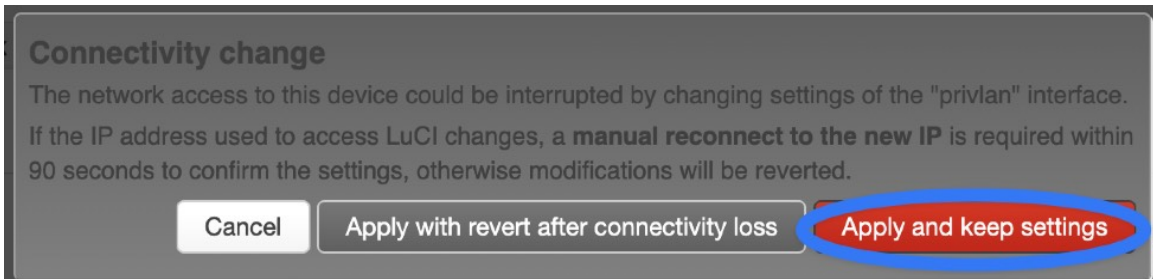 Connectivity change
The network access to this device could be interrupted by changing settings of the "privlan" interface.
If the IP address used to access LuCI changes, a manual reconnect to the new IP is required within
90 seconds to confirm the settings, otherwise modifications will be reverted.
Cancel Apply with revert after connectivity loss Apply and keep settings